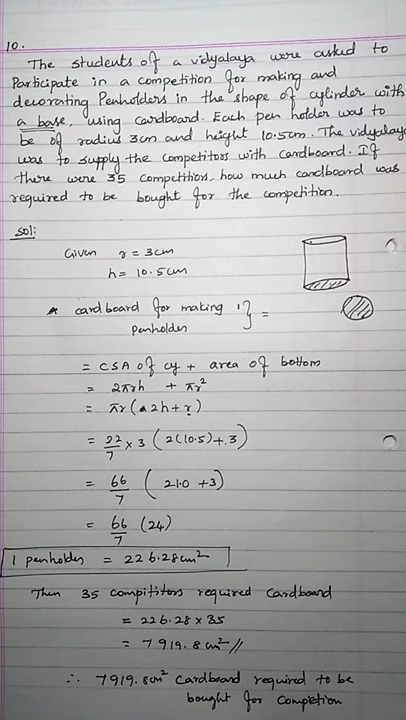 10.
The students of a vidyalaya were asked to
Participate in a competition for making and
decorating Penholders in the shape of cylinder with
a base, using cardboard. Each pen holder was to
be of radius 3cm and height 10.5cm. The vidyalaya
was to supply the competitors with cardboard. If
there were 35 competitiors, how much cardboard was
required to be bought for the competition.
Sol:
Given r = 3cm
h = 10.5cm
* cardboard for making 1 } =
penholder
= CSA of cy + area of bottom
= 2πrh + πr²
= πr (2h+r)
= 22/7 × 3 ( 2(10.5)+3)
= 66/7 ( 21.0 +3)
= 66/7 (24)
1 penholder = 226.28cm²
Then 35 compititors required Cardboard
= 226.28 × 35
= 7919.8 cm² //
∴ 7919.8cm² Cardboard required to be
bought for Compition